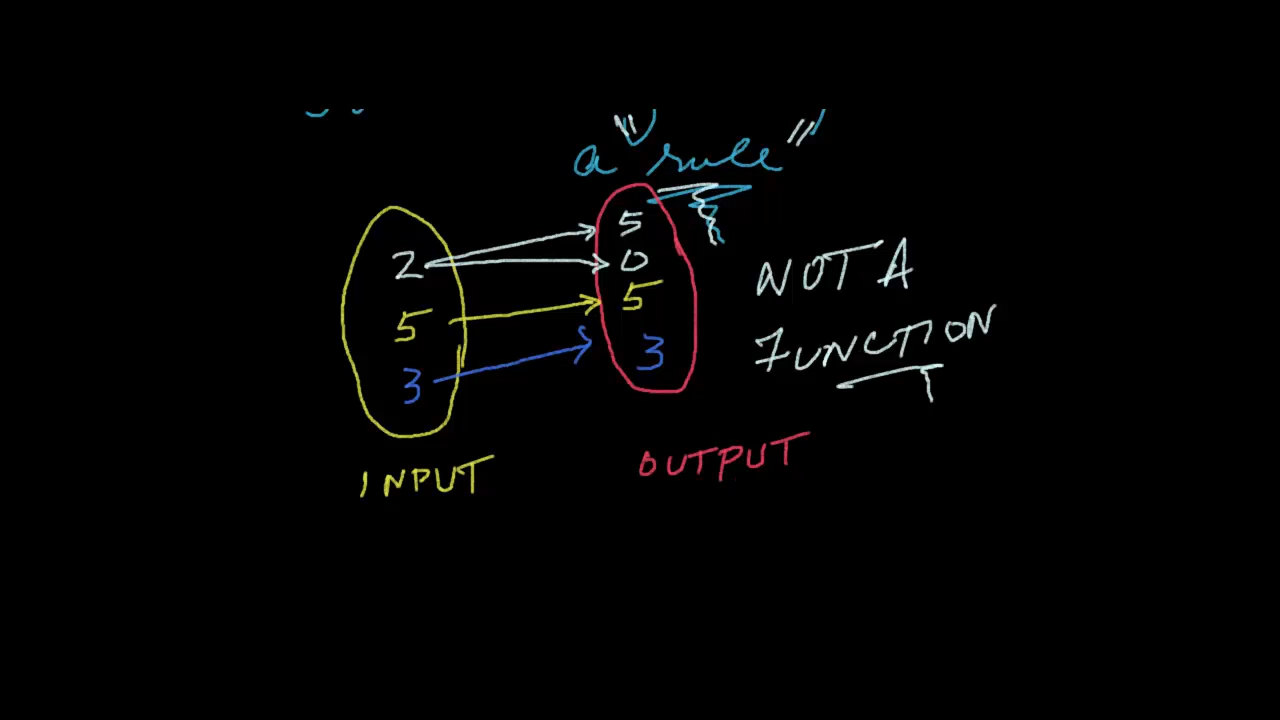 a "rule"
2 5
0
5 5
3 3
NOT A
FUNCTION
INPUT OUTPUT